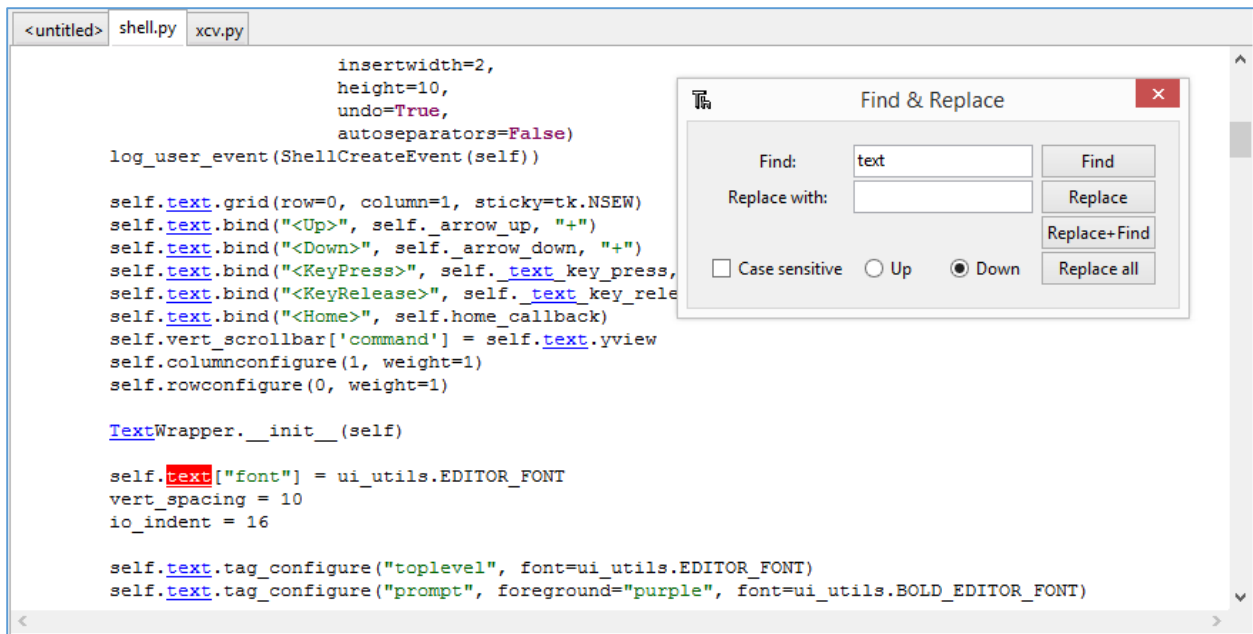 <untitled> shell.py xcv.py
insertwidth=2,
height=10,
undo=True,
autoseparators=False)
log_user_event(ShellCreateEvent(self))
self.text.grid(row=0, column=1, sticky=tk.NSEW)
self.text.bind("<Up>", self._arrow_up, "+")
self.text.bind("<Down>", self._arrow_down, "+")
self.text.bind("<KeyPress>", self._text_key_press,
self.text.bind("<KeyRelease>", self._text_key_rele
self.text.bind("<Home>", self.home_callback)
self.vert_scrollbar['command'] = self.text.yview
self.columnconfigure(1, weight=1)
self.rowconfigure(0, weight=1)
TextWrapper.__init__(self)
self.text["font"] = ui_utils.EDITOR_FONT
vert_spacing = 10
io_indent = 16
self.text.tag_configure("toplevel", font=ui_utils.EDITOR_FONT)
self.text.tag_configure("prompt", foreground="purple", font=ui_utils.BOLD_EDITOR_FONT)
Th Find & Replace
Find: text Find
Replace with: Replace
Replace+Find
Case sensitive Up Down Replace all